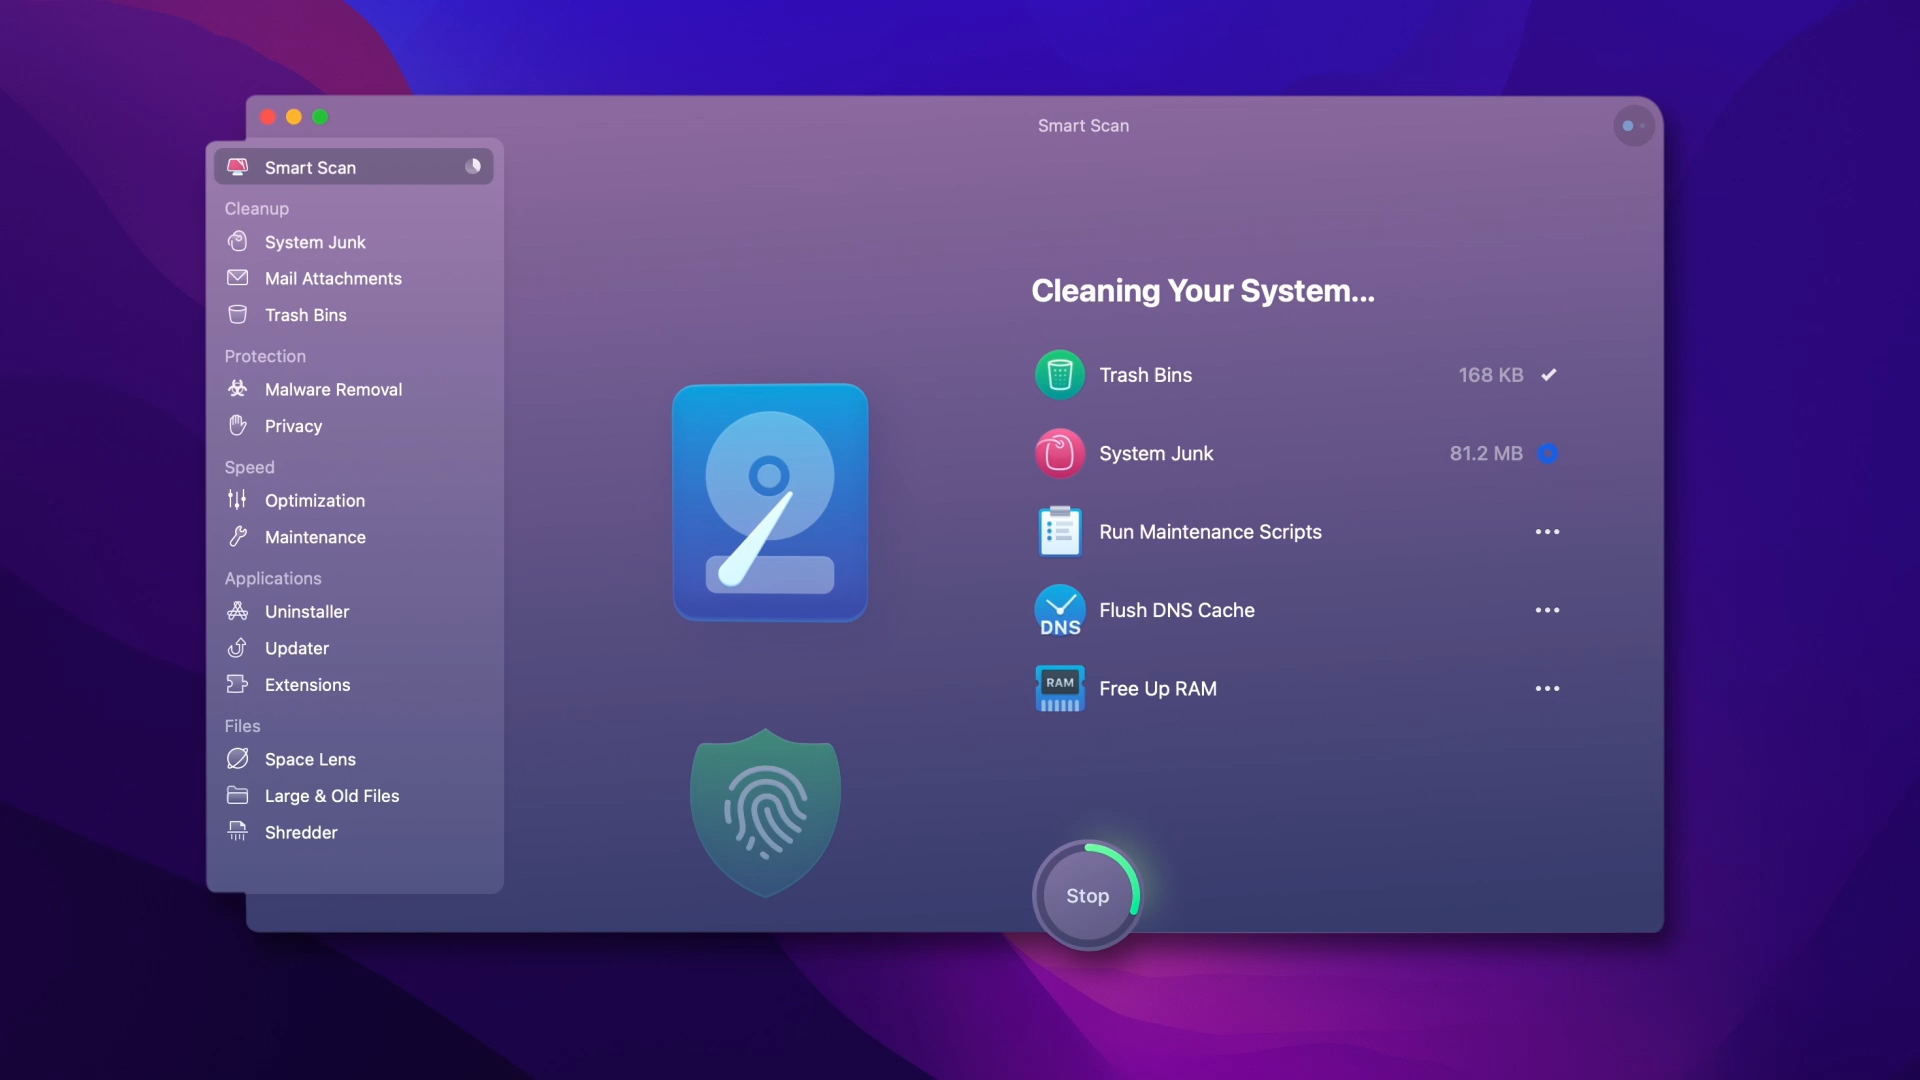 Smart Scan
Smart Scan
Cleanup
System Junk
Mail Attachments
Trash Bins
Protection
Malware Removal
Privacy
Speed
Optimization
Maintenance
Applications
Uninstaller
Updater
Extensions
Files
Space Lens
Large & Old Files
Shredder
Cleaning Your System...
Trash Bins 168 KB
System Junk 81.2 MB
Run Maintenance Scripts
DNS Flush DNS Cache
RAM Free Up RAM
Stop